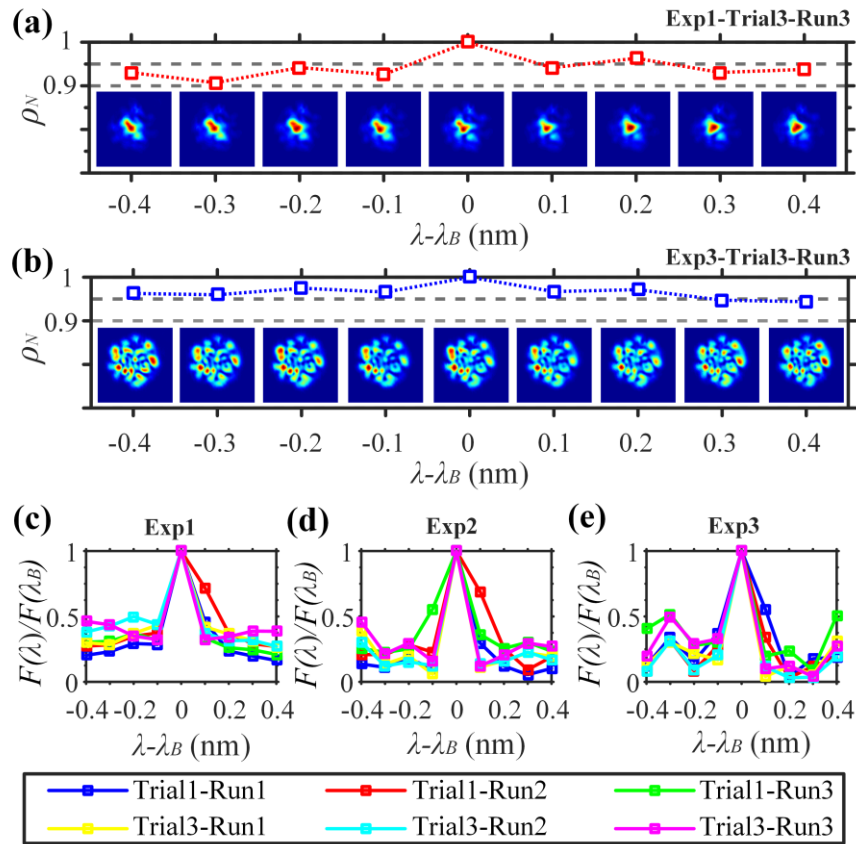 (a) Exp1-Trial3-Run3
1
0.9
ρN
-0.4 -0.3 -0.2 -0.1 0 0.1 0.2 0.3 0.4
λ-λB (nm)
(b) Exp3-Trial3-Run3
1
0.9
ρN
-0.4 -0.3 -0.2 -0.1 0 0.1 0.2 0.3 0.4
λ-λB (nm)
(c) Exp1 (d) Exp2 (e) Exp3
F(λ)/F(λB) 1 0.5 0
-0.4 -0.2 0 0.2 0.4
λ-λB (nm)
F(λ)/F(λB) 1 0.5 0
-0.4 -0.2 0 0.2 0.4
λ-λB (nm)
F(λ)/F(λB) 1 0.5 0
-0.4 -0.2 0 0.2 0.4
λ-λB (nm)
Trial1-Run1 Trial1-Run2 Trial1-Run3
Trial3-Run1 Trial3-Run2 Trial3-Run3